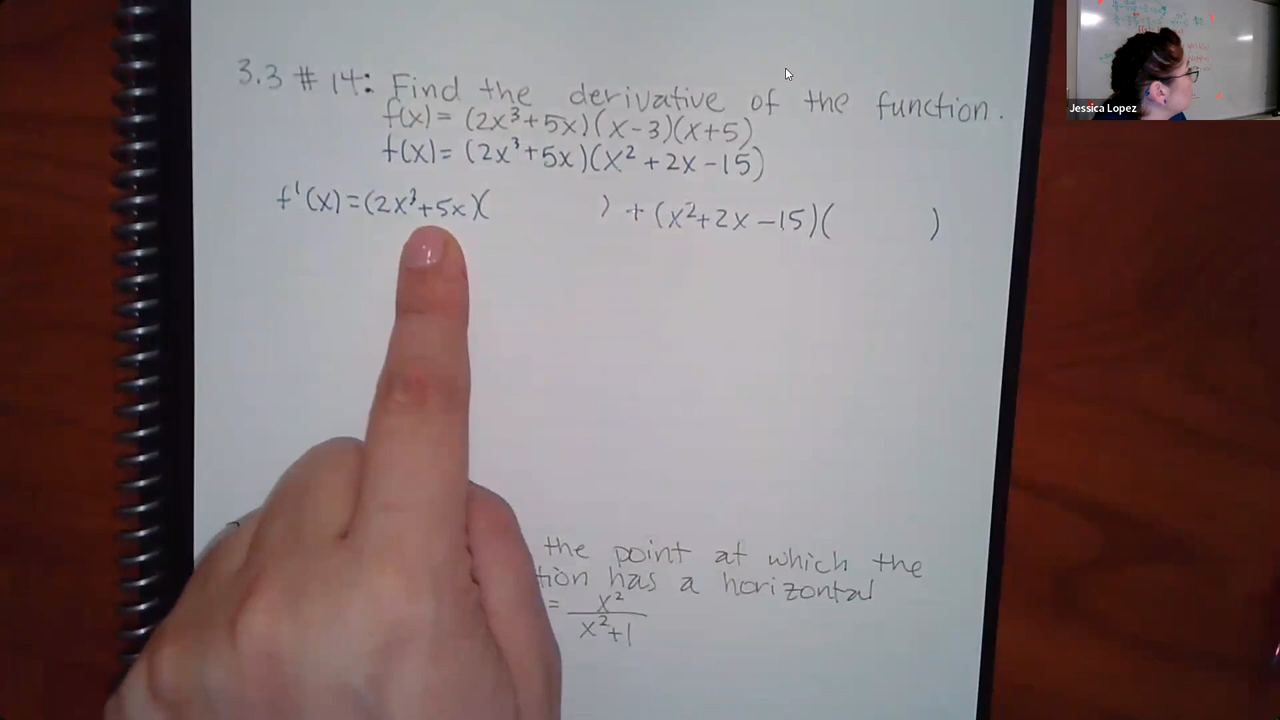 3.3 # 14: Find the derivative of the function.
f(x) = (2x³+5x)(x-3)(x+5)
f(x) = (2x³+5x)(x²+2x-15)
f'(x) = (2x³+5x)( ) + (x²+2x-15)( )
the point at which the
has a horizontal
= x²/x²+1
Jessica Lopez